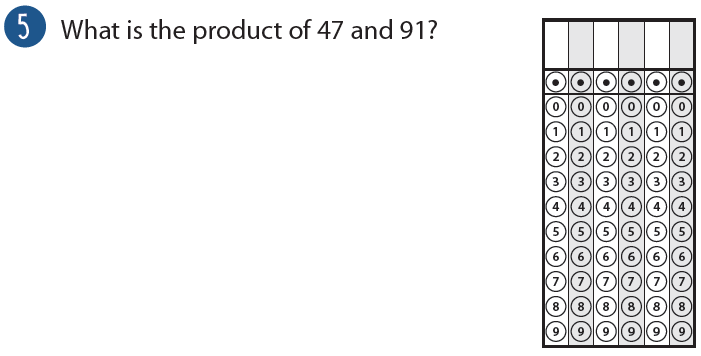 5 What is the product of 47 and 91?
• • • • • •
0 0 0 0 0 0
1 1 1 1 1 1
2 2 2 2 2 2
3 3 3 3 3 3
4 4 4 4 4 4
5 5 5 5 5 5
6 6 6 6 6 6
7 7 7 7 7 7
8 8 8 8 8 8
9 9 9 9 9 9